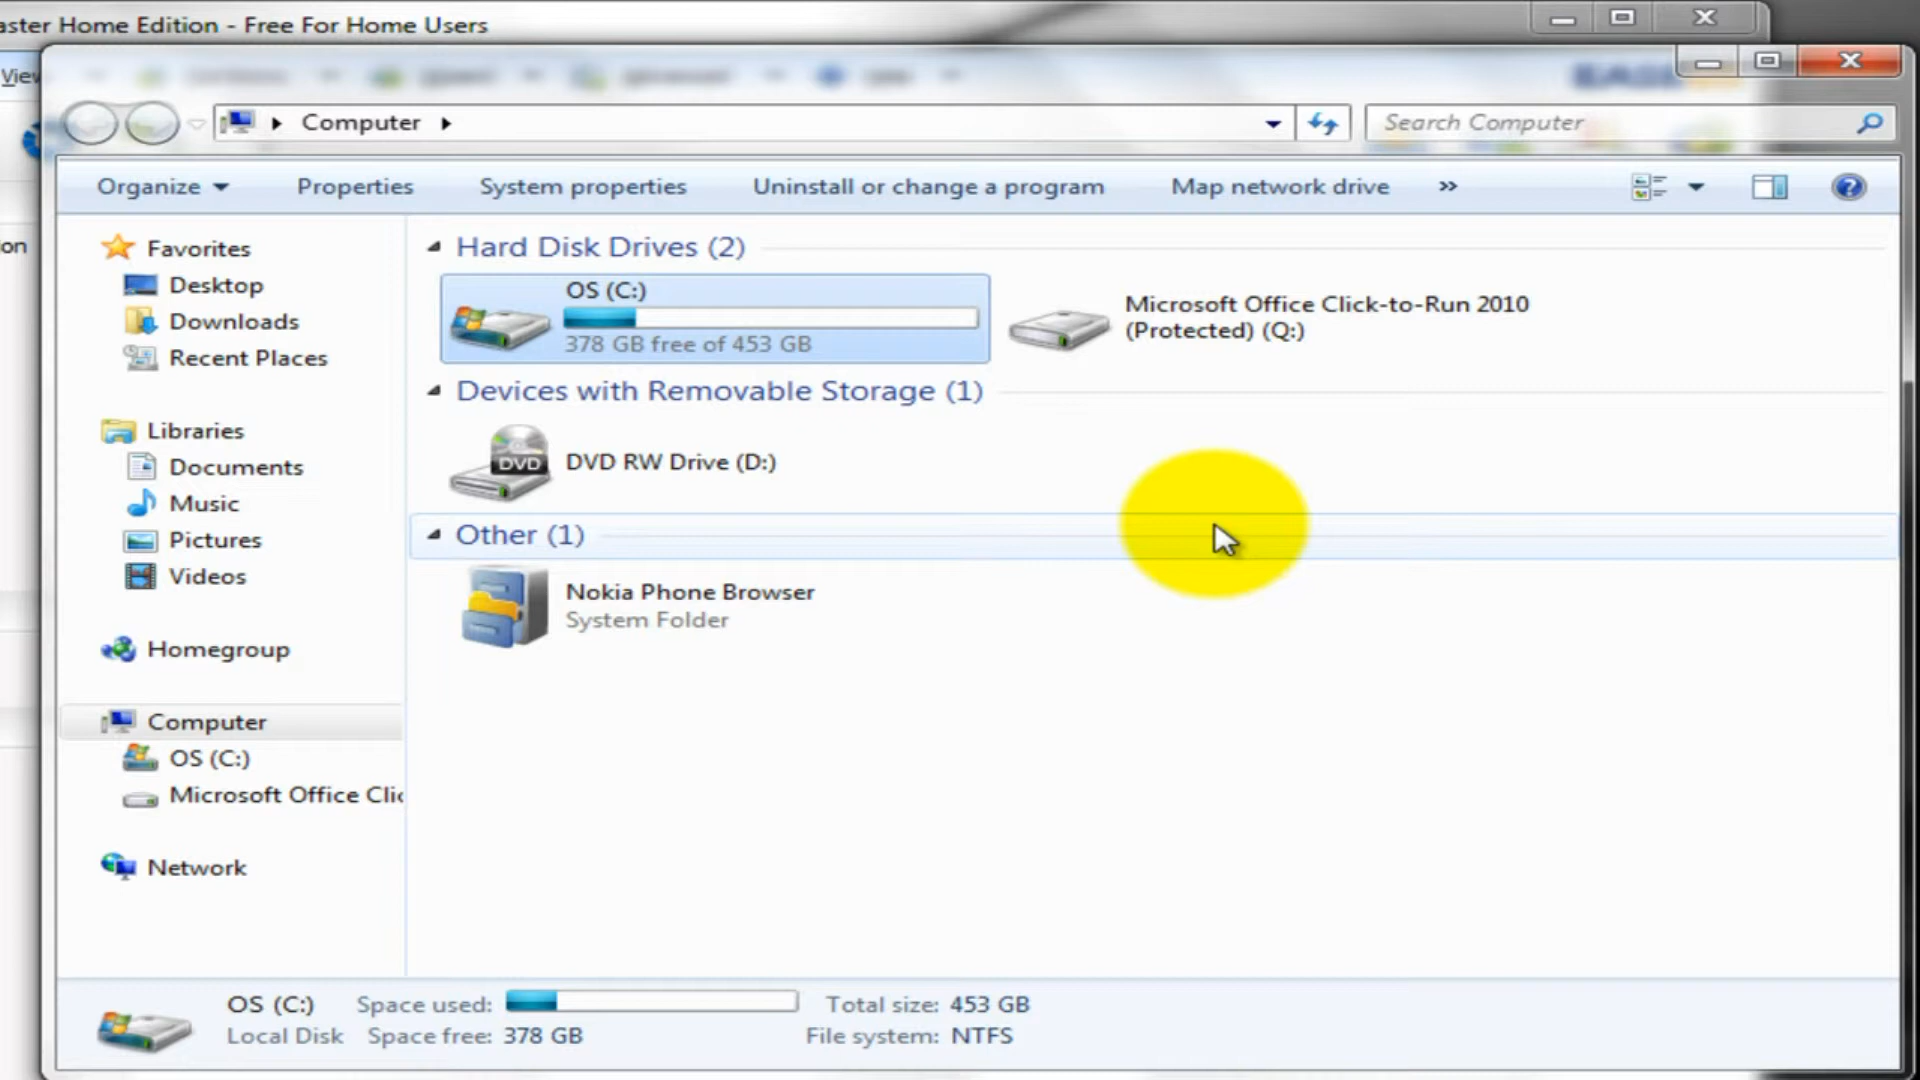 aster Home Edition - Free For Home Users
View
Computer
Search Computer
Organize
Properties
System properties
Uninstall or change a program
Map network drive
»
on
Favorites
Desktop
Downloads
Recent Places
Libraries
Documents
Music
Pictures
Videos
Homegroup
Computer
OS (C:)
Microsoft Office Clic
Network
Hard Disk Drives (2)
OS (C:)
378 GB free of 453 GB
Microsoft Office Click-to-Run 2010
(Protected) (Q:)
Devices with Removable Storage (1)
DVD
DVD RW Drive (D:)
Other (1)
Nokia Phone Browser
System Folder
OS (C:) Space used: Total size: 453 GB
Local Disk Space free: 378 GB File system: NTFS